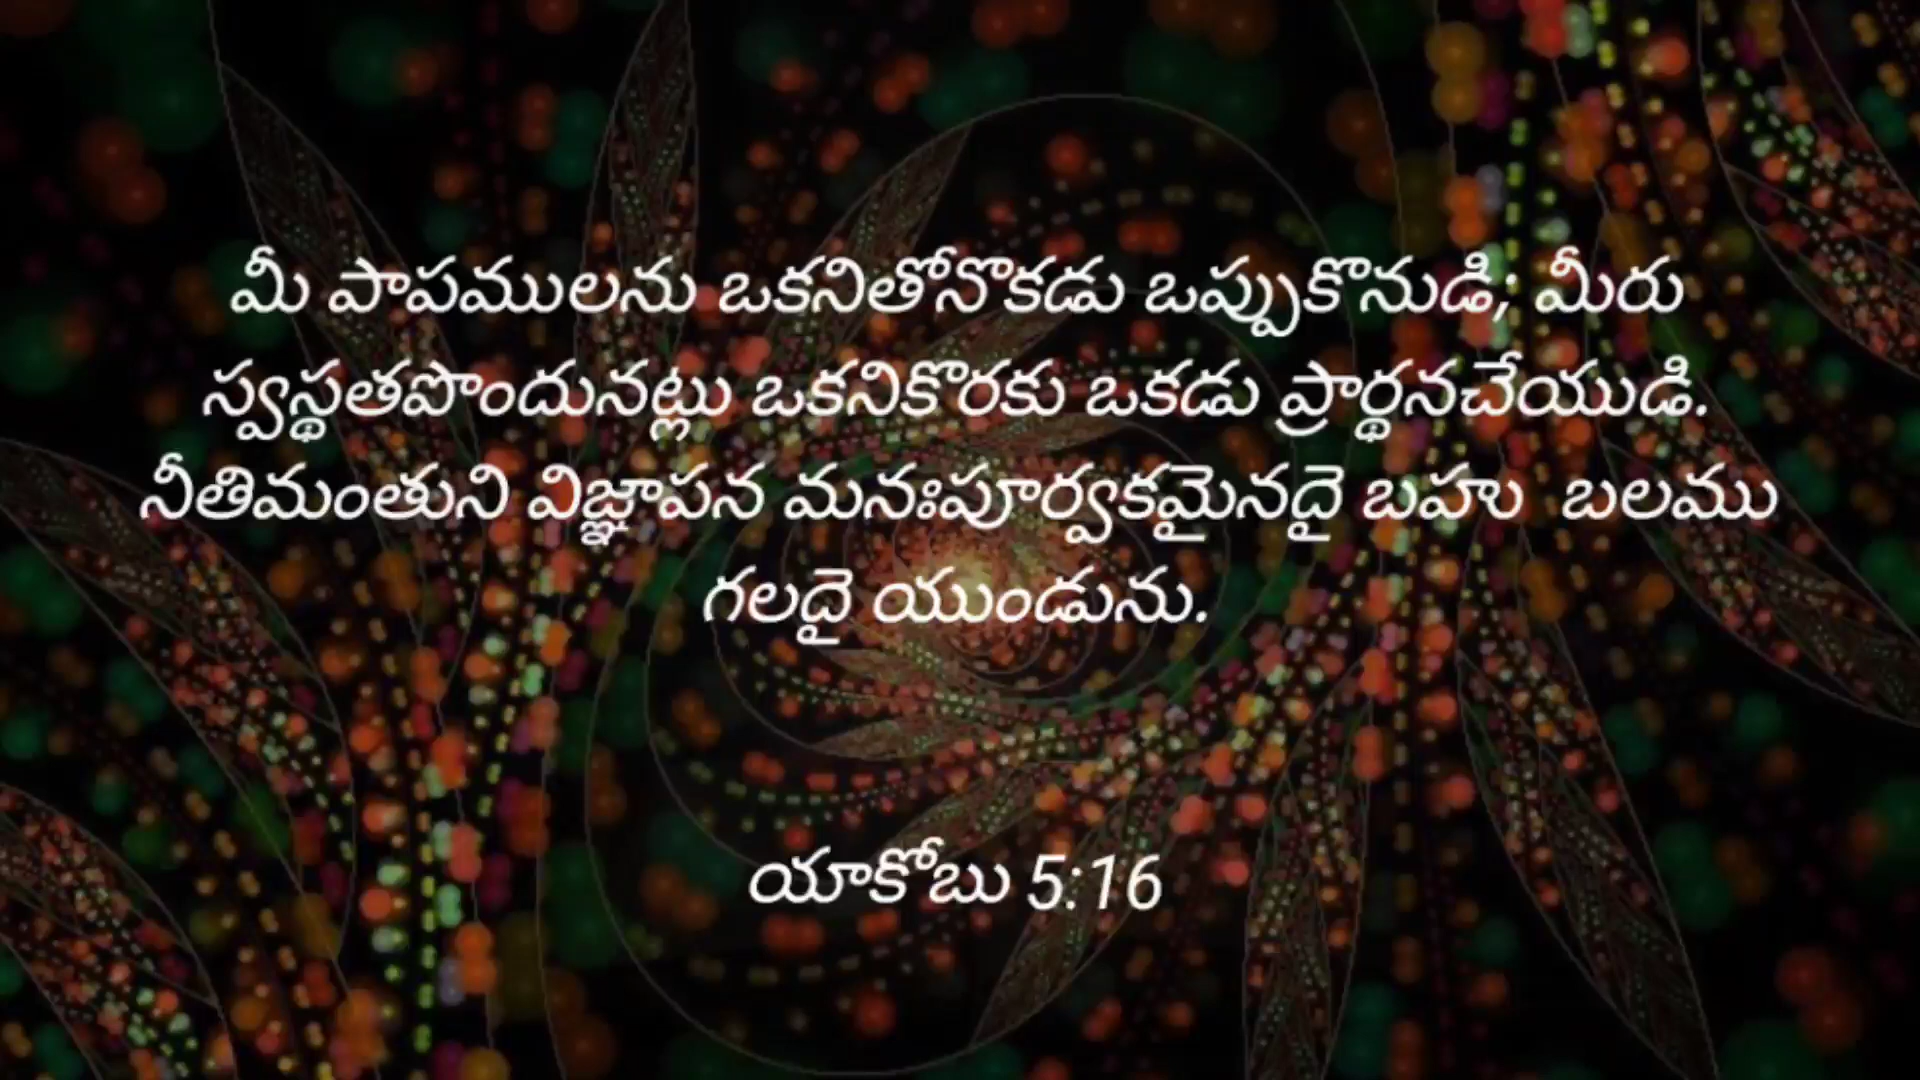 మీ పాపములను ఒకనితోనొకడు ఒప్పుకొనుడి; మీరు
స్వస్థతపొందునట్లు ఒకనికొరకు ఒకడు ప్రార్థనచేయుడి.
నీతిమంతుని విజ్ఞాపన మనఃపూర్వకమైనదై బహు బలము
గలదై యుండును.
యాకోబు 5:16